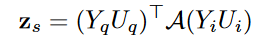 z_s = (Y_q U_q)^⊤ 𝒜(Y_i U_i)